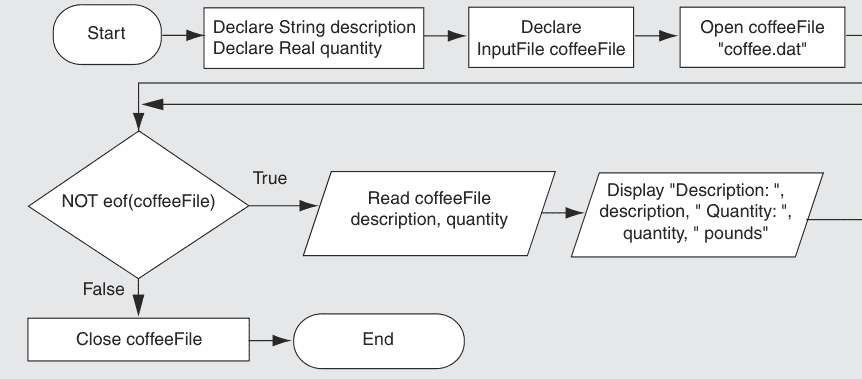 Start
Declare String description
Declare Real quantity
Declare
InputFile coffeeFile
Open coffeeFile
"coffee.dat"
NOT eof(coffeeFile)
True
Read coffeeFile
description, quantity
Display "Description: ",
description, " Quantity: ",
quantity, " pounds"
False
Close coffeeFile
End